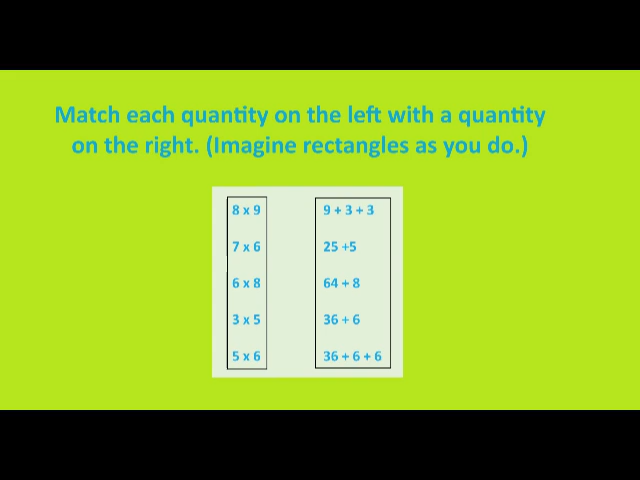 Match each quantity on the left with a quantity
on the right. (Imagine rectangles as you do.)
8 x 9 9 + 3 + 3
7 x 6 25 +5
6 x 8 64 + 8
3 x 5 36 + 6
5 x 6 36 + 6 + 6